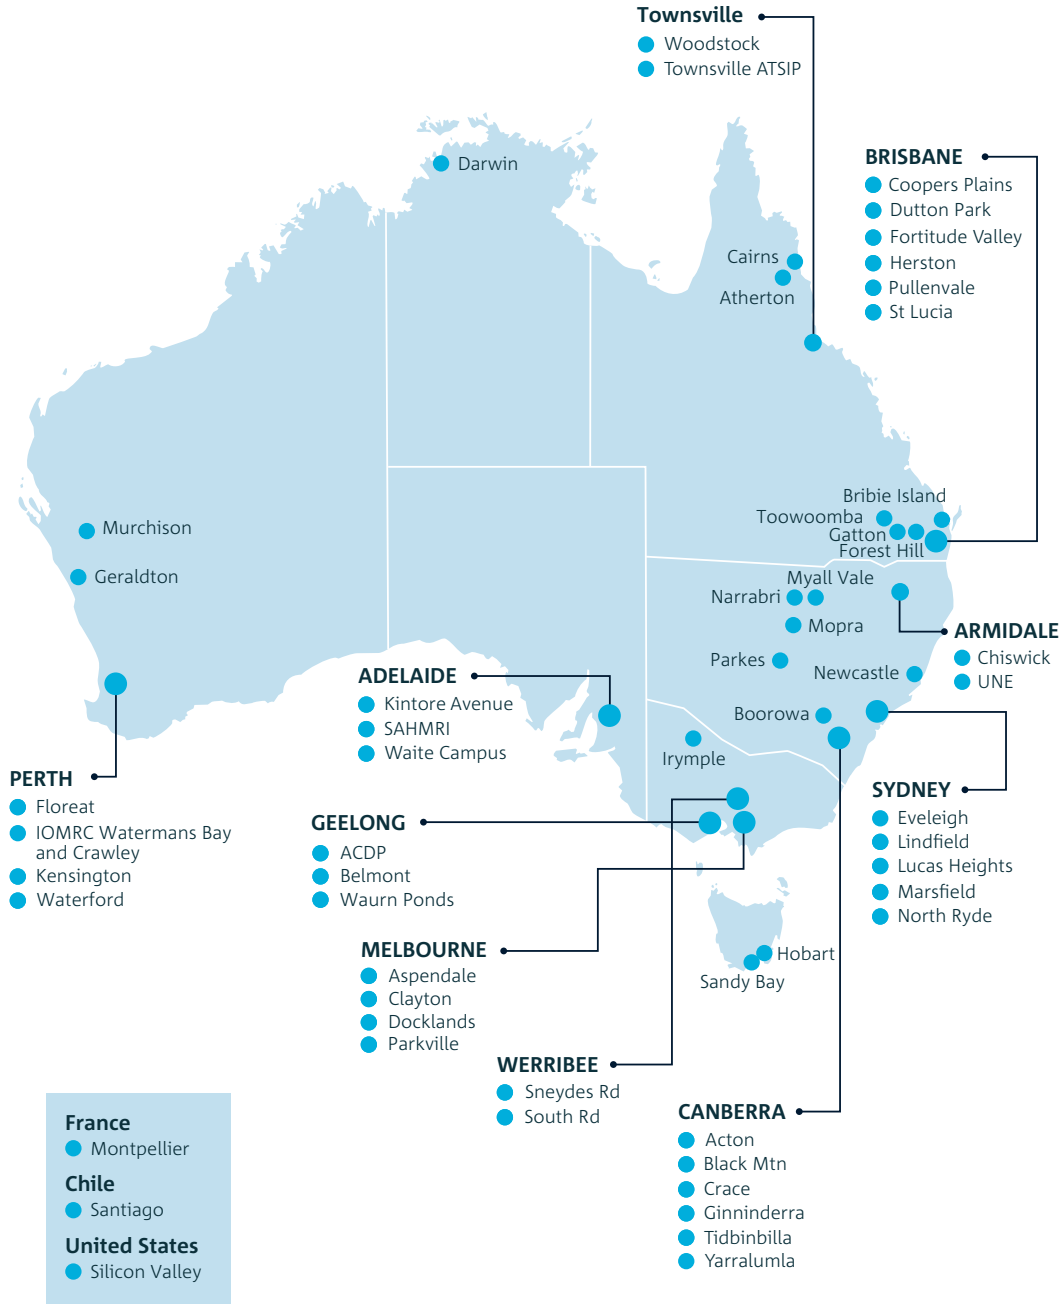 Townsville
Woodstock
Townsville ATSIP
Darwin
BRISBANE
Coopers Plains
Dutton Park
Fortitude Valley
Herston
Pullenvale
St Lucia
Cairns
Atherton
Bribie Island
Toowoomba
Gatton
Forest Hill
Murchison
Geraldton
Myall Vale
Narrabri
Mopra
Parkes
Newcastle
Boorowa
Irymple
ARMIDALE
Chiswick
UNE
ADELAIDE
Kintore Avenue
SAHMRI
Waite Campus
PERTH
Floreat
IOMRC Watermans Bay
and Crawley
Kensington
Waterford
SYDNEY
Eveleigh
Lindfield
Lucas Heights
Marsfield
North Ryde
GEELONG
ACDP
Belmont
Waurn Ponds
MELBOURNE
Aspendale
Clayton
Docklands
Parkville
Hobart
Sandy Bay
WERRIBEE
Sneydes Rd
South Rd
CANBERRA
Acton
Black Mtn
Crace
Ginninderra
Tidbinbilla
Yarralumla
France
Montpellier
Chile
Santiago
United States
Silicon Valley